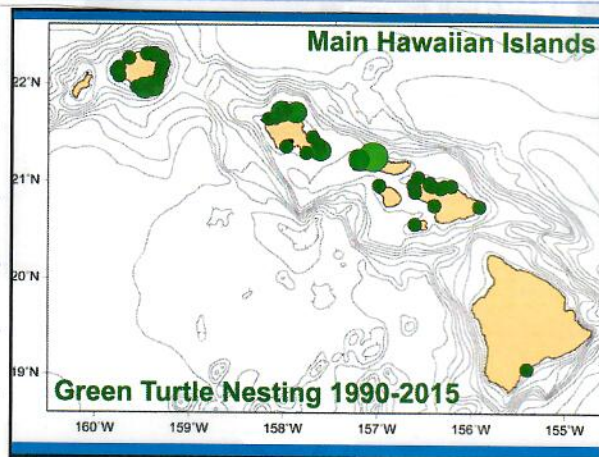 Main Hawaiian Islands
22°N
21°N
20°N
19°N
Green Turtle Nesting 1990-2015
160°W
159°W
158°W
157°W
156°W
155°W